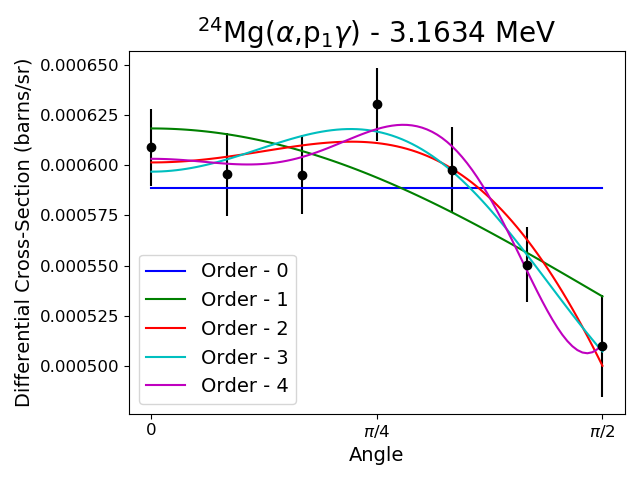 ²⁴Mg(α,p₁γ) - 3.1634 MeV
Differential Cross-Section (barns/sr)
0.000650
0.000625
0.000600
0.000575
0.000550
0.000525
0.000500
Order - 0
Order - 1
Order - 2
Order - 3
Order - 4
0 π/4 π/2
Angle